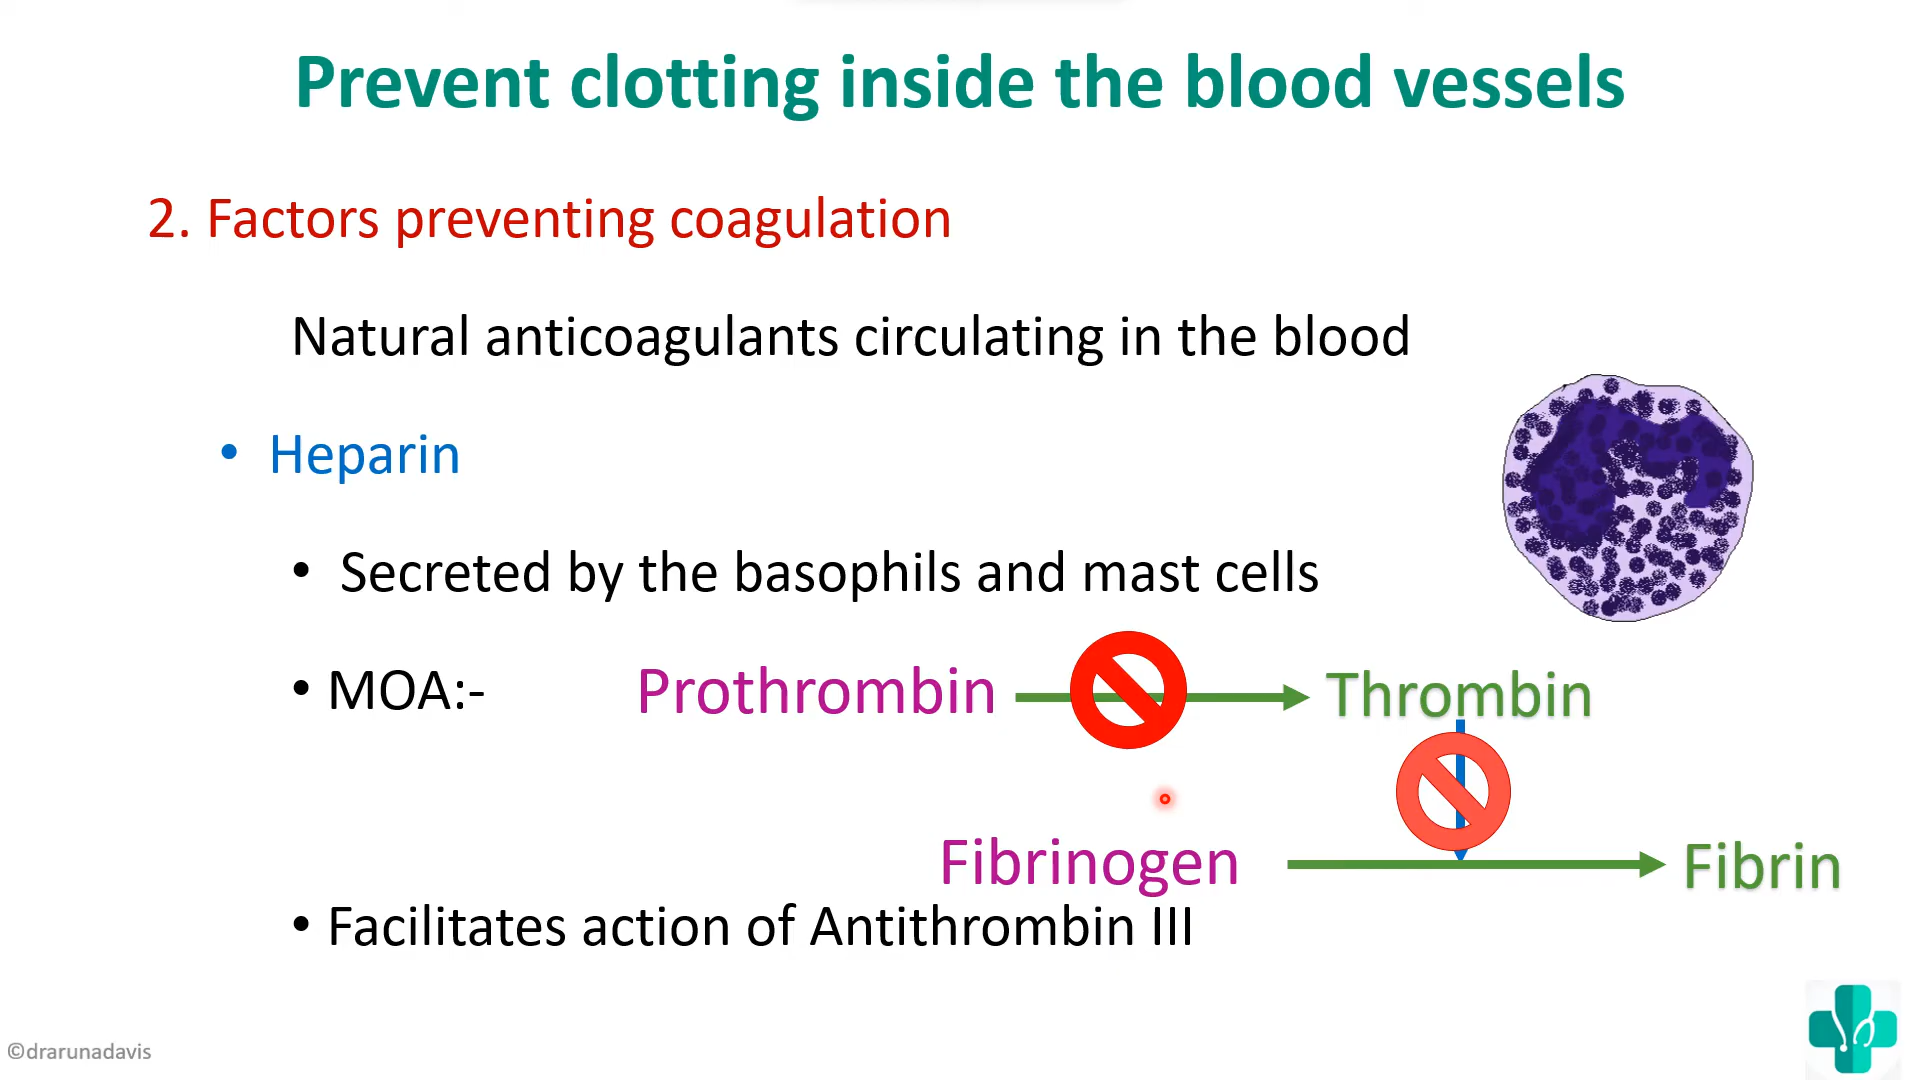 Prevent clotting inside the blood vessels
2. Factors preventing coagulation
Natural anticoagulants circulating in the blood
• Heparin
• Secreted by the basophils and mast cells
• MOA:- Prothrombin Thrombin
Fibrinogen Fibrin
• Facilitates action of Antithrombin III
©drarunadavis